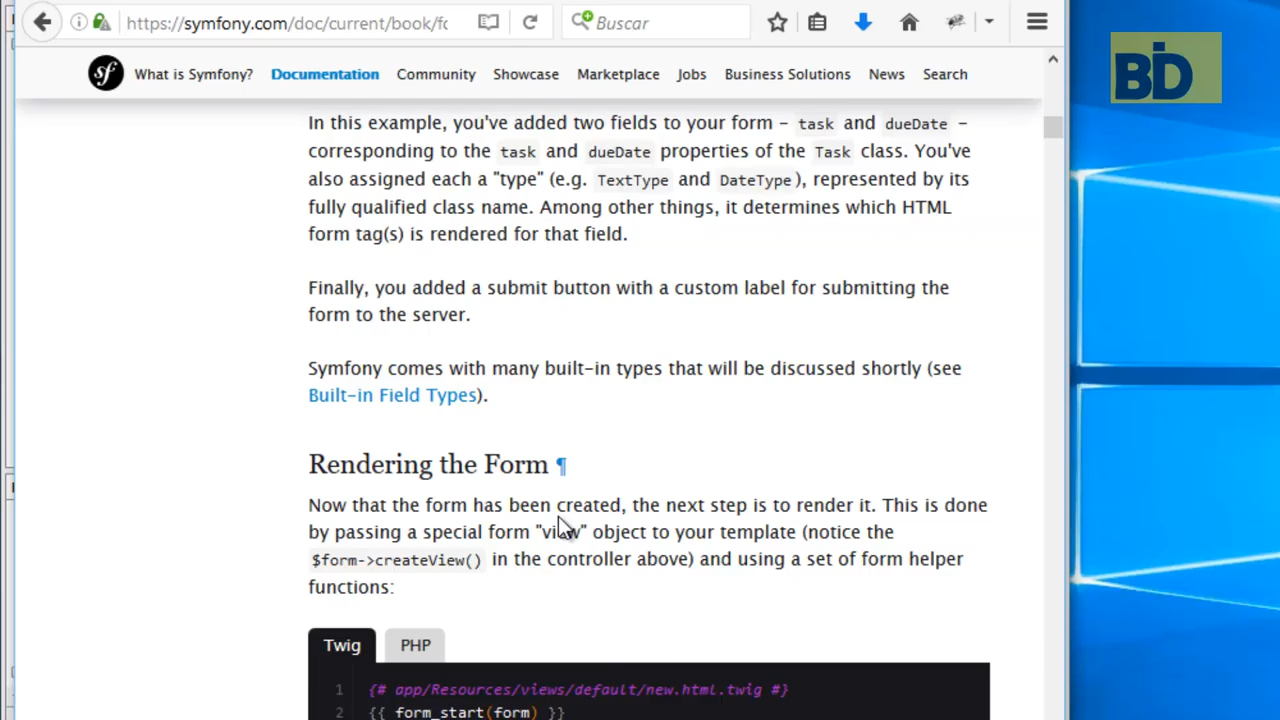 https://symfony.com/doc/current/book/fo
Buscar
BID
sf
What is Symfony? Documentation Community Showcase Marketplace Jobs Business Solutions News Search
In this example, you've added two fields to your form – task and dueDate –
corresponding to the task and dueDate properties of the Task class. You've
also assigned each a "type" (e.g. TextType and DateType), represented by its
fully qualified class name. Among other things, it determines which HTML
form tag(s) is rendered for that field.
Finally, you added a submit button with a custom label for submitting the
form to the server.
Symfony comes with many built-in types that will be discussed shortly (see
Built-in Field Types).
Rendering the Form ¶
Now that the form has been created, the next step is to render it. This is done
by passing a special form "view" object to your template (notice the
$form->createView() in the controller above) and using a set of form helper
functions:
Twig PHP
1 {# app/Resources/views/default/new.html.twig #}
2 {{ form_start(form) }}